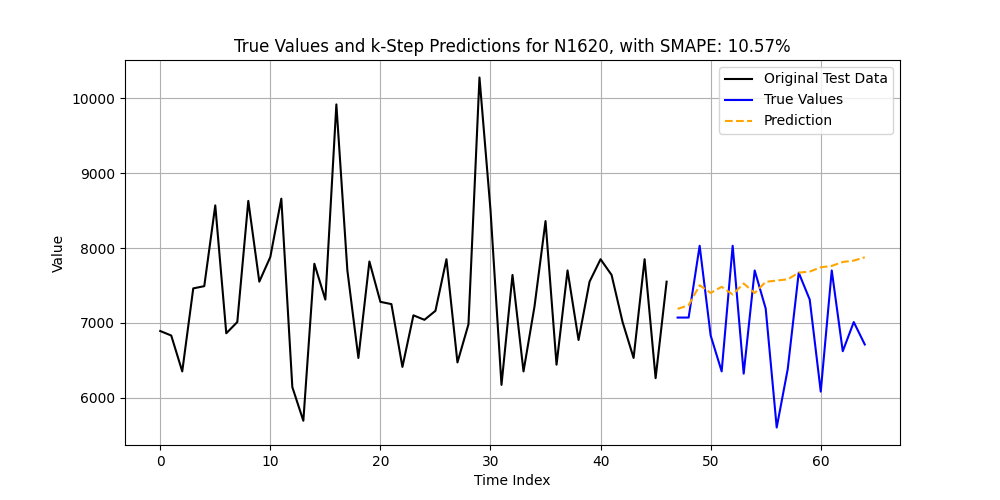 True Values and k-Step Predictions for N1620, with SMAPE: 10.57%
Original Test Data
True Values
Prediction
10000
9000
8000
7000
6000
Value
0 10 20 30 40 50 60
Time Index